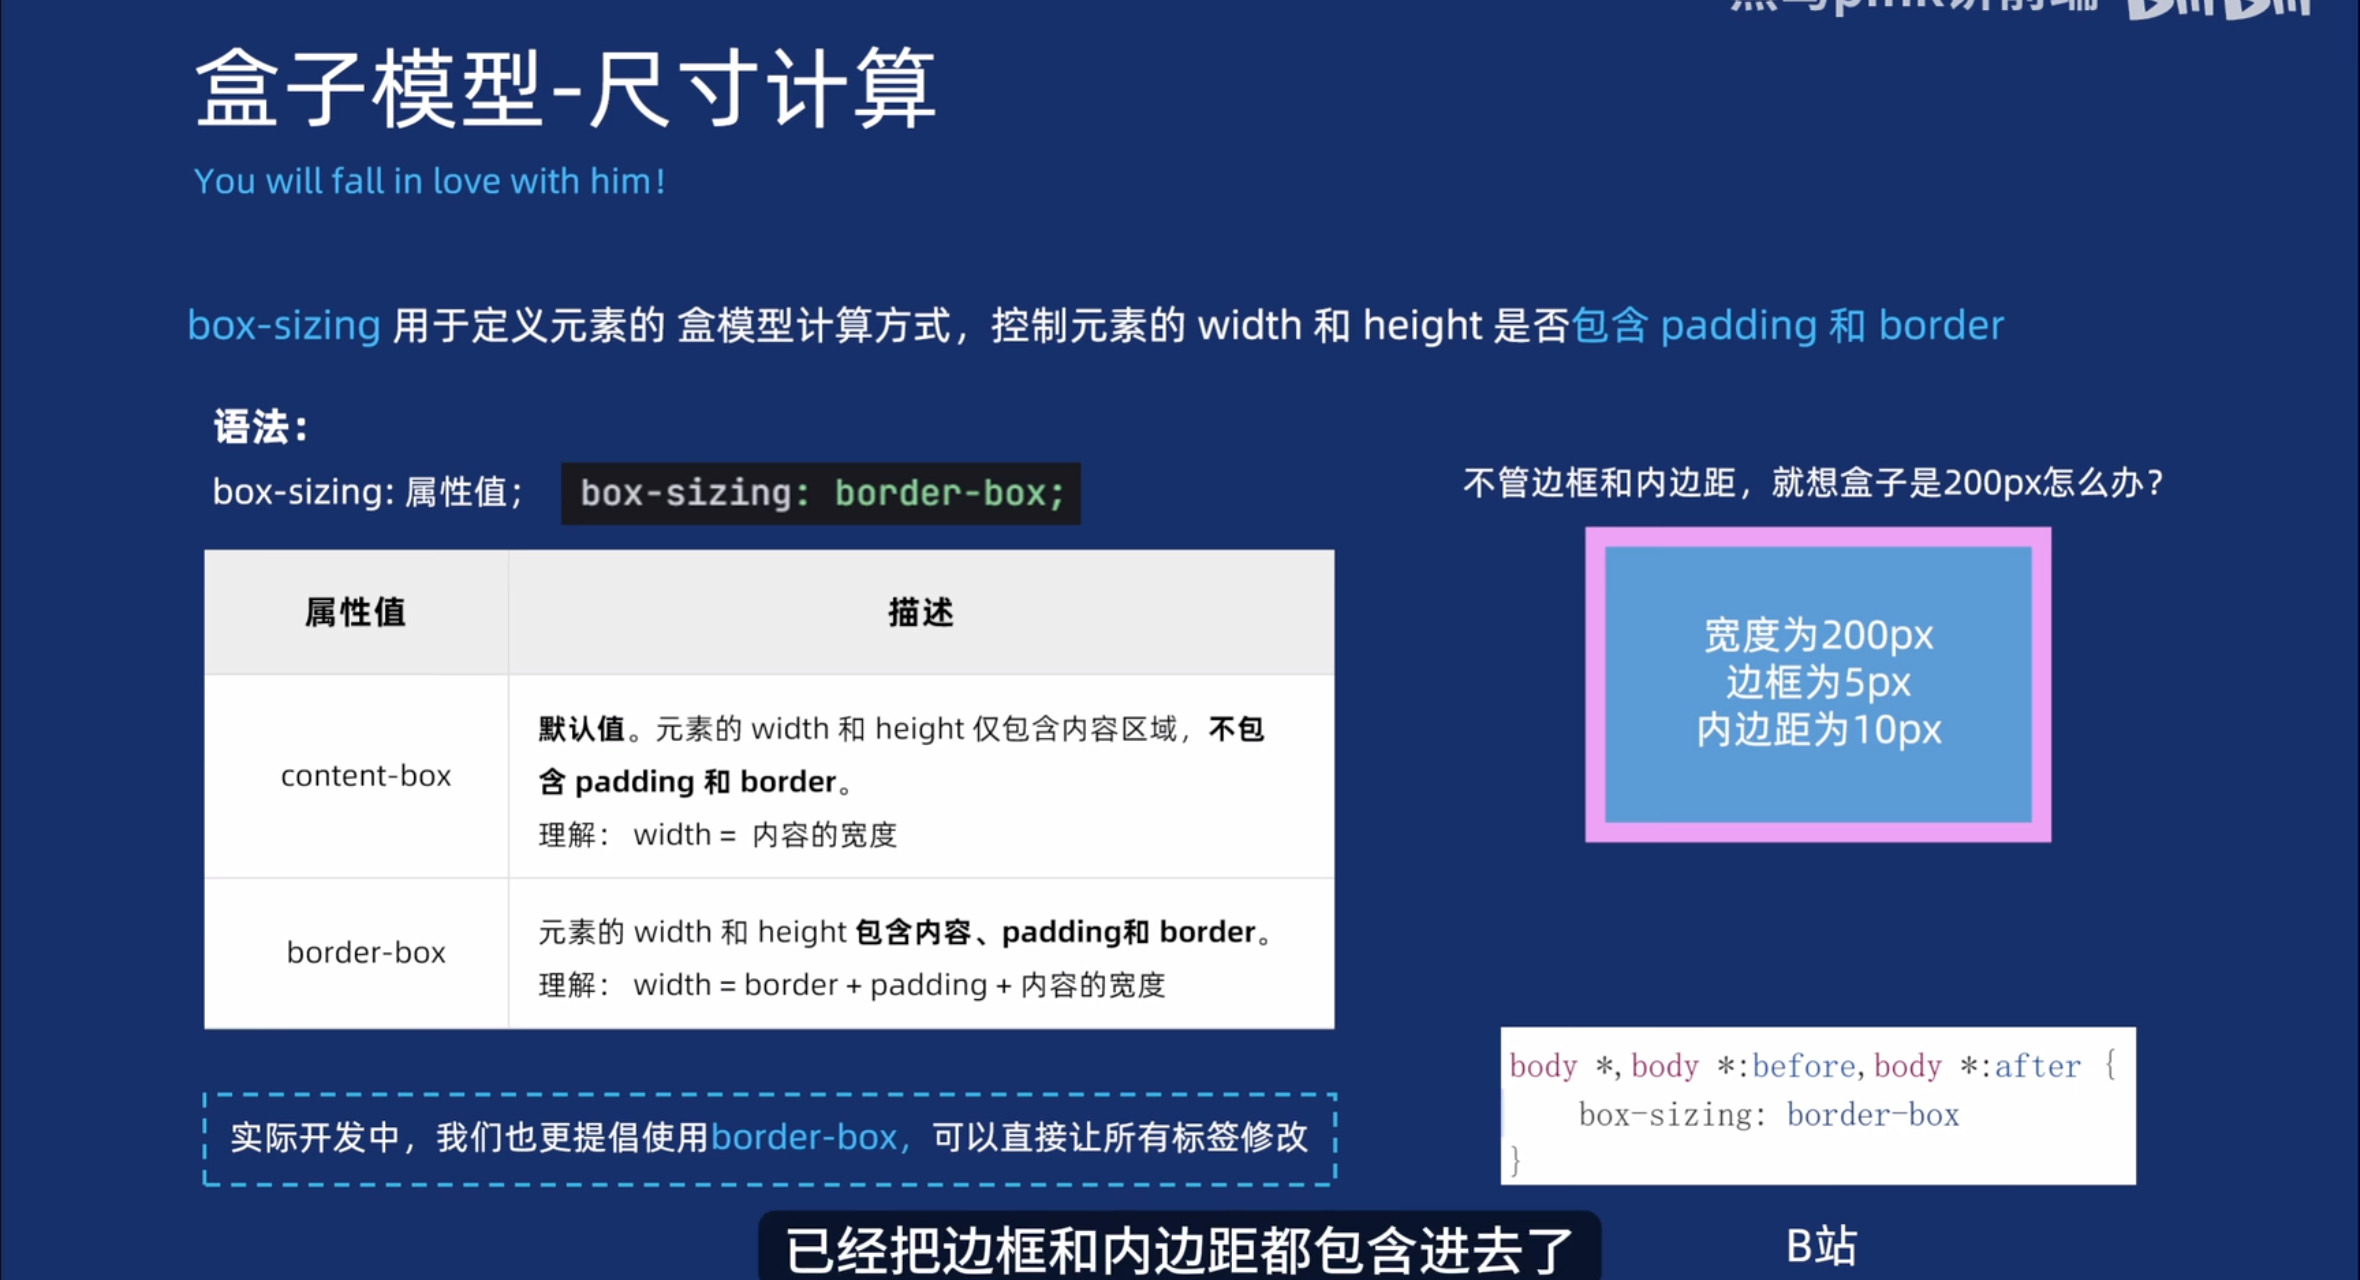 盒子模型-尺寸计算
You will fall in love with him!
box-sizing 用于定义元素的 盒模型计算方式，控制元素的 width 和 height 是否包含 padding 和 border
语法：
box-sizing: 属性值；
box-sizing: border-box;
属性值 描述
content-box
默认值。元素的 width 和 height 仅包含内容区域，不包
含 padding 和 border。
理解： width = 内容的宽度
border-box
元素的 width 和 height 包含内容、padding和 border。
理解： width = border + padding + 内容的宽度
实际开发中，我们也更提倡使用border-box，可以直接让所有标签修改
不管边框和内边距，就想盒子是200px怎么办？
宽度为200px
边框为5px
内边距为10px
body *,body *:before,body *:after {
box-sizing: border-box
}
已经把边框和内边距都包含进去了
B站